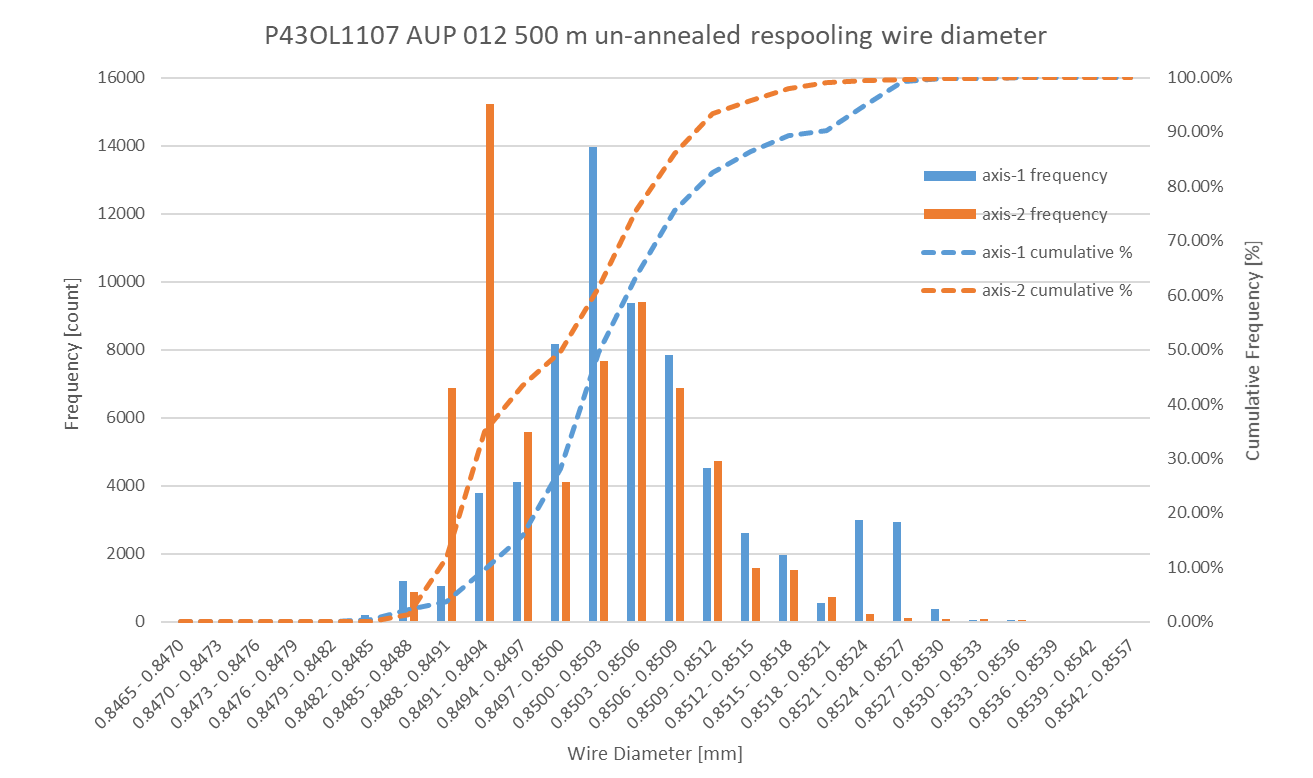 P43OL1107 AUP 012 500 m un-annealed respooling wire diameter
16000
14000
12000
10000
8000
6000
4000
2000
0
Frequency [count]
100.00%
90.00%
80.00%
70.00%
60.00%
50.00%
40.00%
30.00%
20.00%
10.00%
0.00%
Cumulative Frequency [%]
axis-1 frequency
axis-2 frequency
axis-1 cumulative %
axis-2 cumulative %
0.8465 - 0.8470
0.8470 - 0.8473
0.8473 - 0.8476
0.8476 - 0.8479
0.8479 - 0.8482
0.8482 - 0.8485
0.8485 - 0.8488
0.8488 - 0.8491
0.8491 - 0.8494
0.8494 - 0.8497
0.8497 - 0.8500
0.8500 - 0.8503
0.8503 - 0.8506
0.8506 - 0.8509
0.8509 - 0.8512
0.8512 - 0.8515
0.8515 - 0.8518
0.8518 - 0.8521
0.8521 - 0.8524
0.8524 - 0.8527
0.8527 - 0.8530
0.8530 - 0.8533
0.8533 - 0.8536
0.8536 - 0.8539
0.8539 - 0.8542
0.8542 - 0.8557
Wire Diameter [mm]